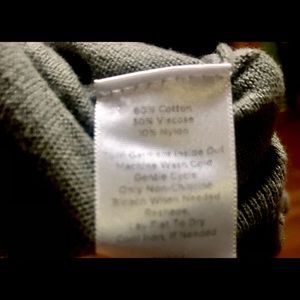 60% Cotton
30% Viscose
10% Nylon
Turn Garment Inside Out
Machine Wash Cold
Gentle Cycle
Only Non-Chlorine
Bleach When Needed
Reshape,
Lay Flat To Dry
Cool Iron, If Needed